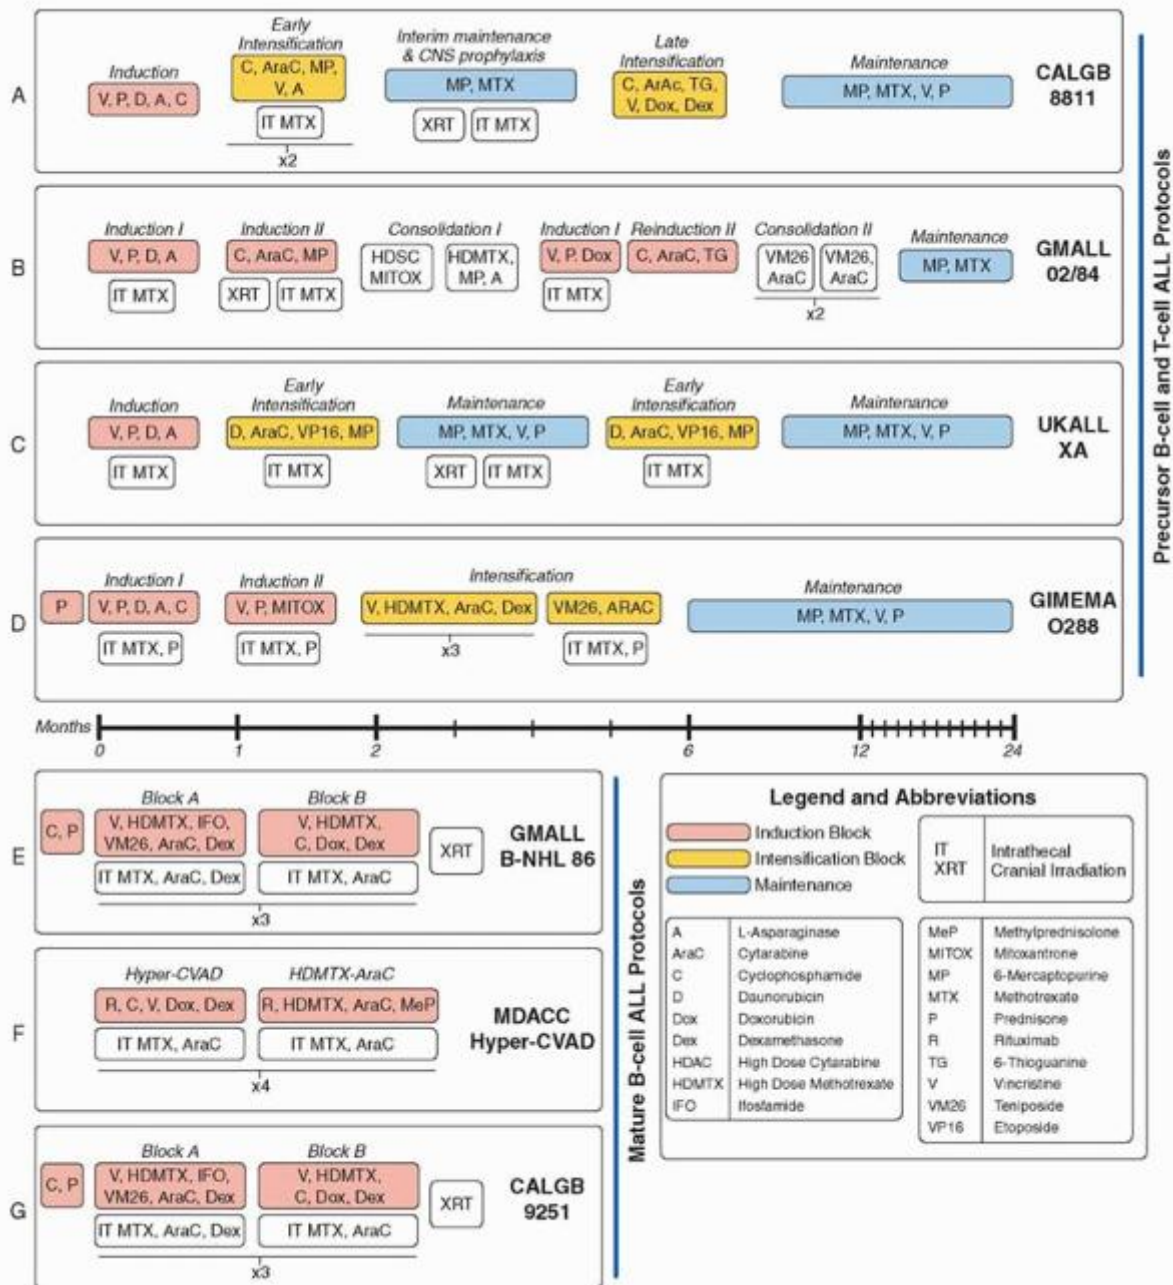 Early
Intensification
Interim maintenance
& CNS prophylaxis
Late
Intensification
Induction
Maintenance
A
V, P, D, A, C
C, AraC, MP,
V, A
MP, MTX
C, ArAc, TG,
V, Dox, Dex
MP, MTX, V, P
CALGB
8811
IT MTX
XRT
IT MTX
x2
Induction I
Induction II
Consolidation I
Induction I
Reinduction II
Consolidation II
Maintenance
B
V, P, D, A
C, AraC, MP
HDSC
MITOX
HDMTX,
MP, A
V, P. Dox
C, AraC, TG
VM26
AraC
VM26,
AraC
MP, MTX
GMALL
02/84
IT MTX
XRT
IT MTX
IT MTX
x2
Induction
Early
Intensification
Maintenance
Early
Intensification
Maintenance
C
V, P, D, A
D, AraC, VP16, MP
MP, MTX, V, P
D, AraC, VP16, MP
MP, MTX, V, P
UKALL
XA
IT MTX
IT MTX
XRT
IT MTX
IT MTX
Induction I
Induction II
Intensification
Maintenance
D
P
V, P, D, A, C
V, P, MITOX
V, HDMTX, AraC, Dex
VM26, ARAC
MP, MTX, V, P
GIMEMA
O288
IT MTX, P
IT MTX, P
x3
IT MTX, P
Precursor B-cell and T-cell ALL Protocols
Months
0
1
2
6
12
24
Block A
Block B
E
C, P
V, HDMTX, IFO,
VM26, AraC, Dex
V, HDMTX,
C, Dox, Dex
XRT
GMALL
B-NHL 86
IT MTX, AraC, Dex
IT MTX, AraC
x3
Hyper-CVAD
HDMTX-AraC
F
R, C, V, Dox, Dex
R, HDMTX, AraC, MeP
MDACC
Hyper-CVAD
IT MTX, AraC
IT MTX, AraC
x4
Block A
Block B
G
C, P
V, HDMTX, IFO,
VM26, AraC, Dex
V, HDMTX,
C, Dox, Dex
XRT
CALGB
9251
IT MTX, AraC, Dex
IT MTX, AraC
x3
Mature B-cell ALL Protocols
Legend and Abbreviations
Induction Block
Intensification Block
Maintenance
IT Intrathecal
XRT Cranial Irradiation
A L-Asparaginase
AraC Cytarabine
C Cyclophosphamide
D Daunorubicin
Dox Doxorubicin
Dex Dexamethasone
HDAC High Dose Cytarabine
HDMTX High Dose Methotrexate
IFO Ifosfamide
MeP Methylprednisolone
MITOX Mitoxantrone
MP 6-Mercaptopurine
MTX Methotrexate
P Prednisone
R Rituximab
TG 6-Thioguanine
V Vincristine
VM26 Teniposide
VP16 Etoposide